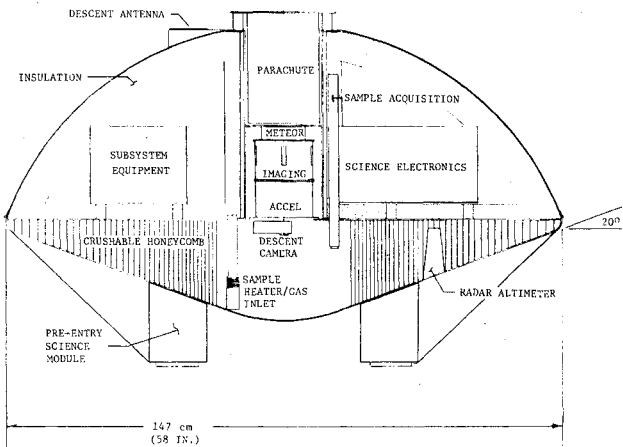 DESCENT ANTENNA
INSULATION
PARACHUTE
SAMPLE ACQUISITION
METEOR
SUBSYSTEM
EQUIPMENT
IMAGING
SCIENCE ELECTRONICS
ACCEL
20°
CRUSHABLE HONEYCOMB
DESCENT
CAMERA
SAMPLE
HEATER/GAS
INLET
RADAR ALTIMETER
PRE-ENTRY
SCIENCE
MODULE
147 cm
(58 IN.)